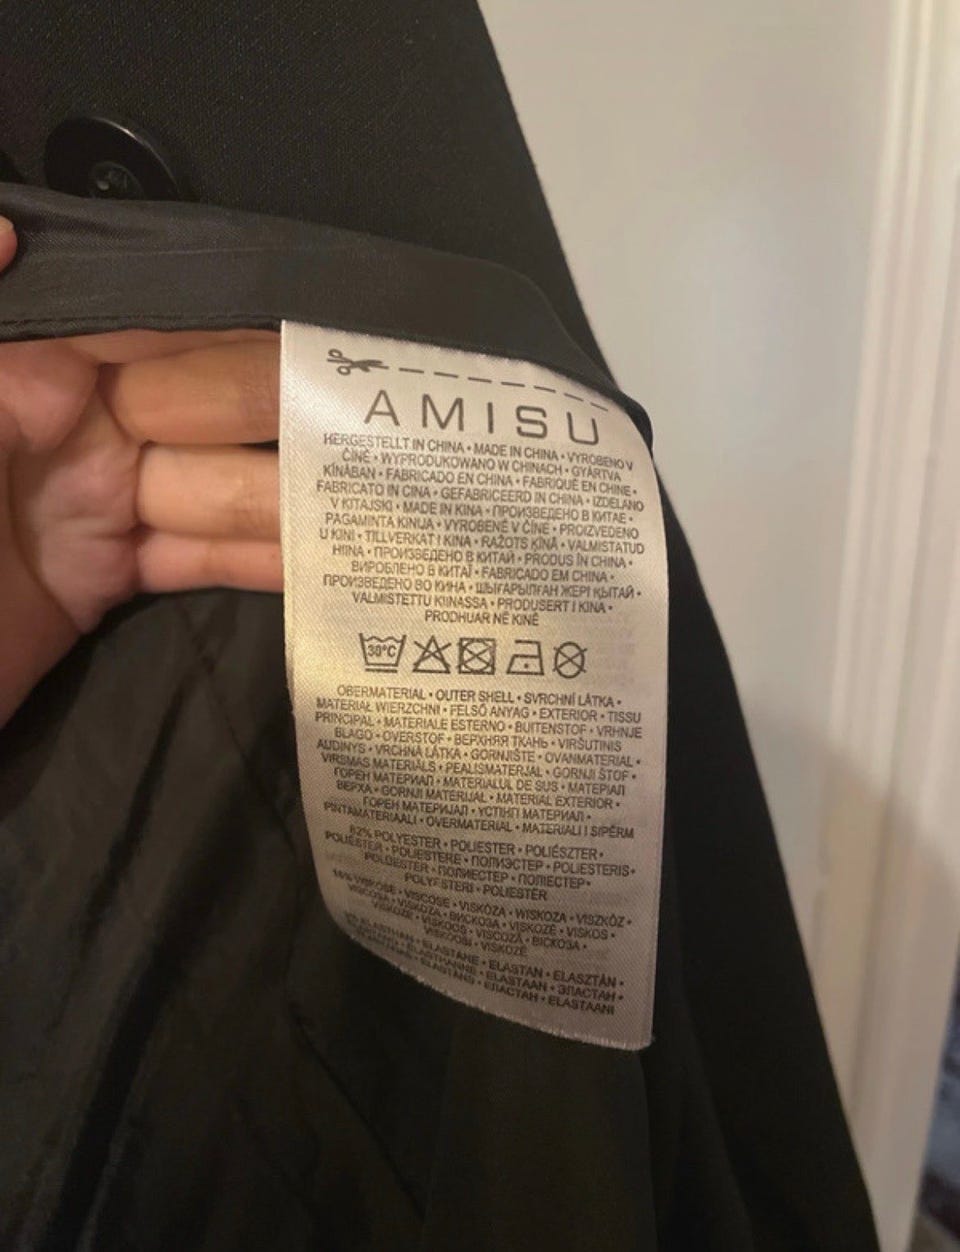 AMISU
HERGESTELLT IN CHINA • MADE IN CHINA • VYROBENO V
ČÍNĚ • WYPRODUKOWANO W CHINACH • GYÁRTVA
KÍNÁBAN • FABRICADO EN CHINA • FABRIQUÉ EN CHINE •
FABRICATO IN CINA • GEFABRICEERD IN CHINA • IZDELANO
V KITAJSKI • MADE IN KINA • ПРОИЗВЕДЕНО В КИТАЕ •
PAGAMINTA KINIJA • VYROBENÉ V ČÍNE • PROIZVEDENO
U KINI • TILLVERKAT I KINA • RAŽOTS ĶĪNĀ • VALMISTATUD
HIINA • ПРОИЗВЕДЕНО В КИТАЙ • PRODUS ÎN CHINA •
ВИРОБЛЕНО В КИТАЇ • FABRICADO EM CHINA •
ПРОИЗВЕДЕНО ВО КИНА • ШЫҒАРЫЛҒАН ЖЕРІ ҚЫТАЙ •
VALMISTETTU KIINASSA • PRODUSERT I KINA •
PRODHUAR NË KINË
30°C
OBERMATERIAL • OUTER SHELL • SVRCHNÍ LÁTKA •
MATERIAŁ WIERZCHNI • FELSŐ ANYAG • EXTERIOR • TISSU
PRINCIPAL • MATERIALE ESTERNO • BUITENSTOF • VRHNJE
BLAGO • OVERSTOF • ВЕРХНЯЯ ТКАНЬ • VIRŠUTINIS
AUDINYS • VRCHNÁ LÁTKA • GORNJIŠTE • OVANMATERIAL •
VIRSMAS MATERIĀLS • PEALISMATERJAL • GORNJI ŠTOF •
ГОРЕН МАТЕРИАЛ • MATERIALUL DE SUS • МАТЕРІАЛ
ВЕРХА • GORNJI MATERIJAL • MATERIAL EXTERIOR •
ГОРЕН МАТЕРИЈАЛ • ҮСТІҢГІ МАТЕРИАЛ •
PINTAMATERIAALI • OVERMATERIAL • MATERIALI I SIPËRM
62% POLYESTER • POLIESTER • POLIÉSZTER •
POLIÉSTER • POLIESTERE • ПОЛИЭСТЕР • POLIESTERIS •
POLÜESTER • ПОЛИЕСТЕР • ПОЛІЕСТЕР •
POLYESTERI • POLIESTËR
VISKOSE • VISCOSE • VISKÓZA • WISKOZA • VISZKÓZ •
VISCOSA • VISKOZA • ВИСКОЗА • VISKOZĖ • VISKOS •
VISKOZE • VISKOOS • VISCOZĂ • ВІСКОЗА •
VISKOOSI • VISKOZË
ELASTHAN • ELASTANE • ELASTAN • ELASZTÁN •
ELASTHANNE • ELASTAAN • ЭЛАСТАН •
ELASTĀNS • ЕЛАСТАН • ELASTAANI